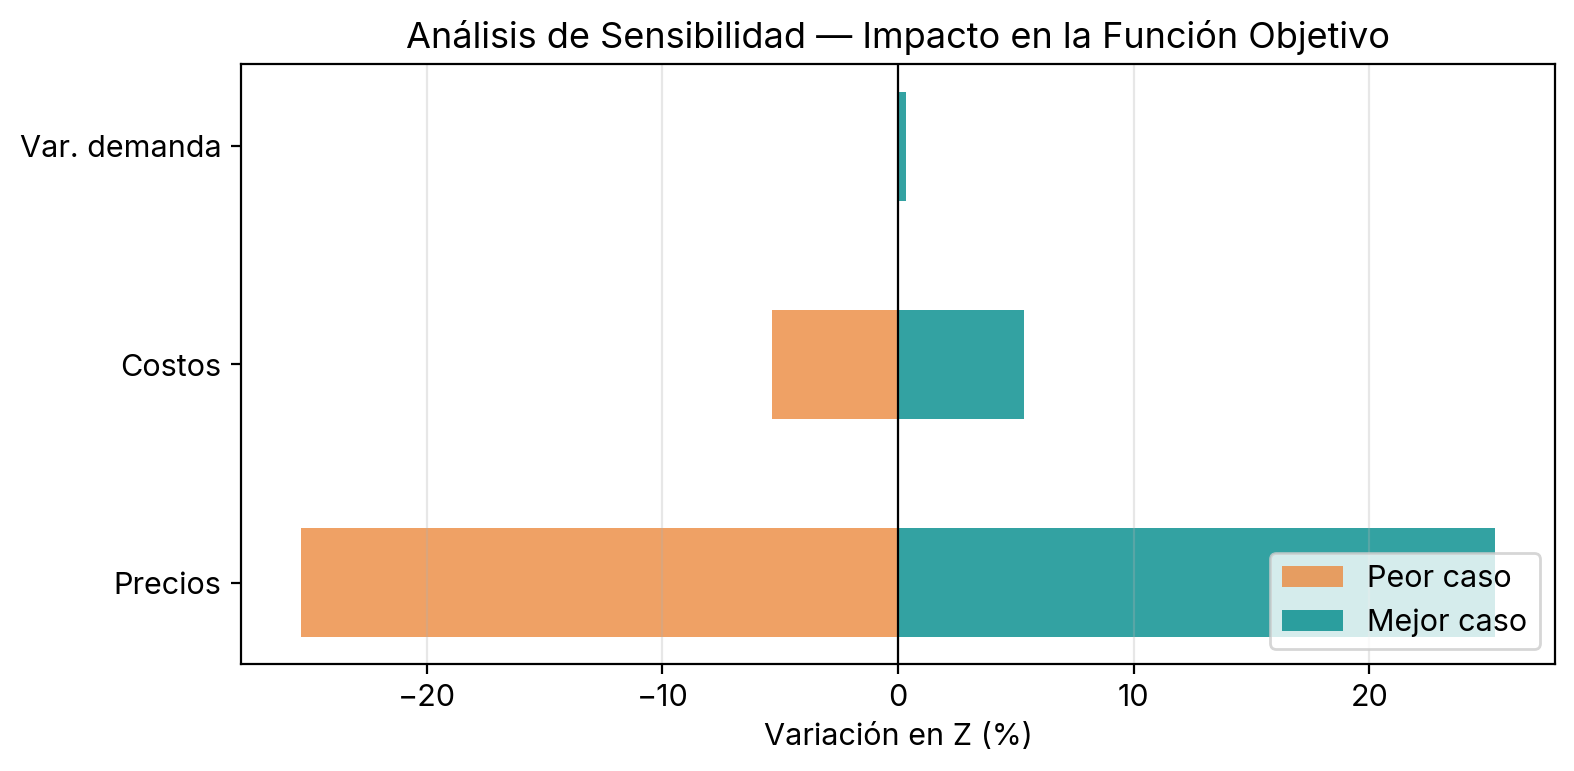 Análisis de Sensibilidad — Impacto en la Función Objetivo
Var. demanda
Costos
Precios
Peor caso
Mejor caso
−20 −10 0 10 20
Variación en Z (%)